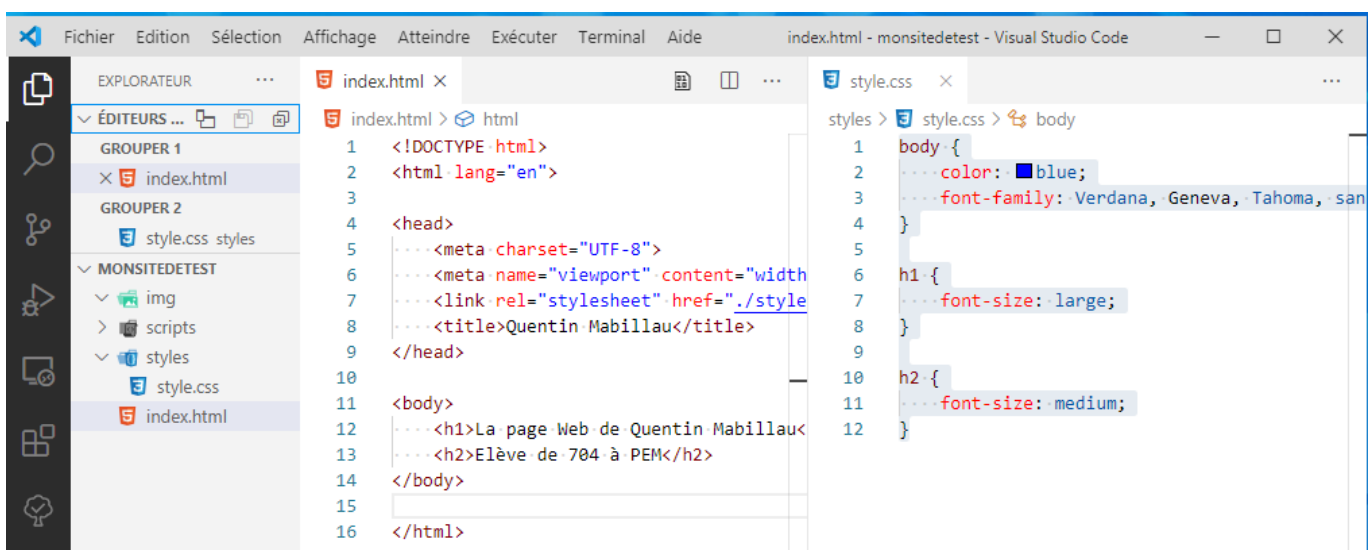 Fichier Edition Sélection Affichage Atteindre Exécuter Terminal Aide index.html - monsitedetest - Visual Studio Code
EXPLORATEUR
ÉDITEURS ...
GROUPER 1
index.html
GROUPER 2
style.css styles
MONSITEDETEST
img
scripts
styles
style.css
index.html
index.html
index.html > html
1 <!DOCTYPE html>
2 <html lang="en">
3
4 <head>
5 <meta charset="UTF-8">
6 <meta name="viewport" content="width
7 <link rel="stylesheet" href="./style
8 <title>Quentin Mabillau</title>
9 </head>
10
11 <body>
12 <h1>La page Web de Quentin Mabillau<
13 <h2>Elève de 704 à PEM</h2>
14 </body>
15
16 </html>
style.css
styles > style.css > body
1 body {
2 color: blue;
3 font-family: Verdana, Geneva, Tahoma, san
4 }
5
6 h1 {
7 font-size: large;
8 }
9
10 h2 {
11 font-size: medium;
12 }